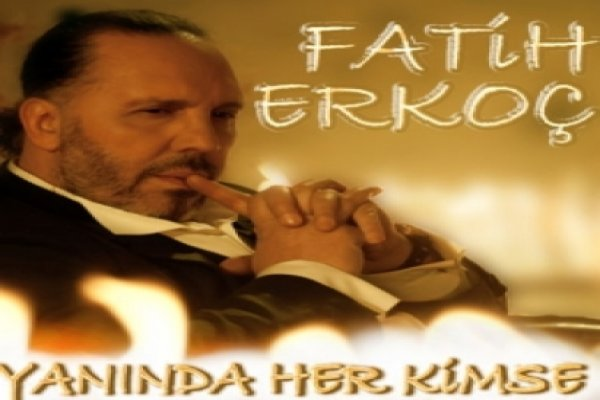 FATİH
ERKOÇ
YANINDA HER KİMSE